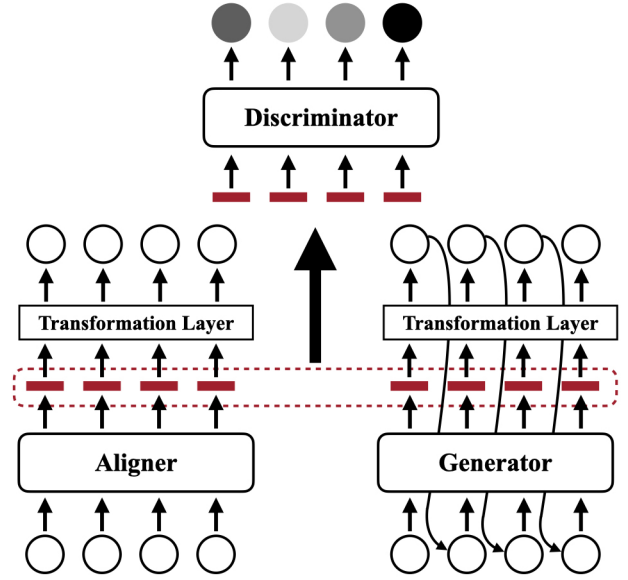 Discriminator
Transformation Layer
Transformation Layer
Aligner
Generator